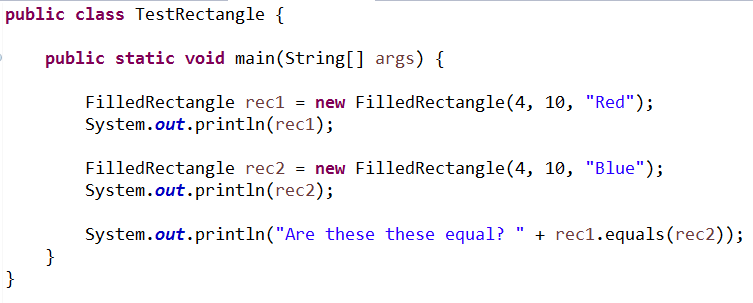 public class TestRectangle {
public static void main(String[] args) {
FilledRectangle rec1 = new FilledRectangle(4, 10, "Red");
System.out.println(rec1);
FilledRectangle rec2 = new FilledRectangle(4, 10, "Blue");
System.out.println(rec2);
System.out.println("Are these these equal? " + rec1.equals(rec2));
}
}